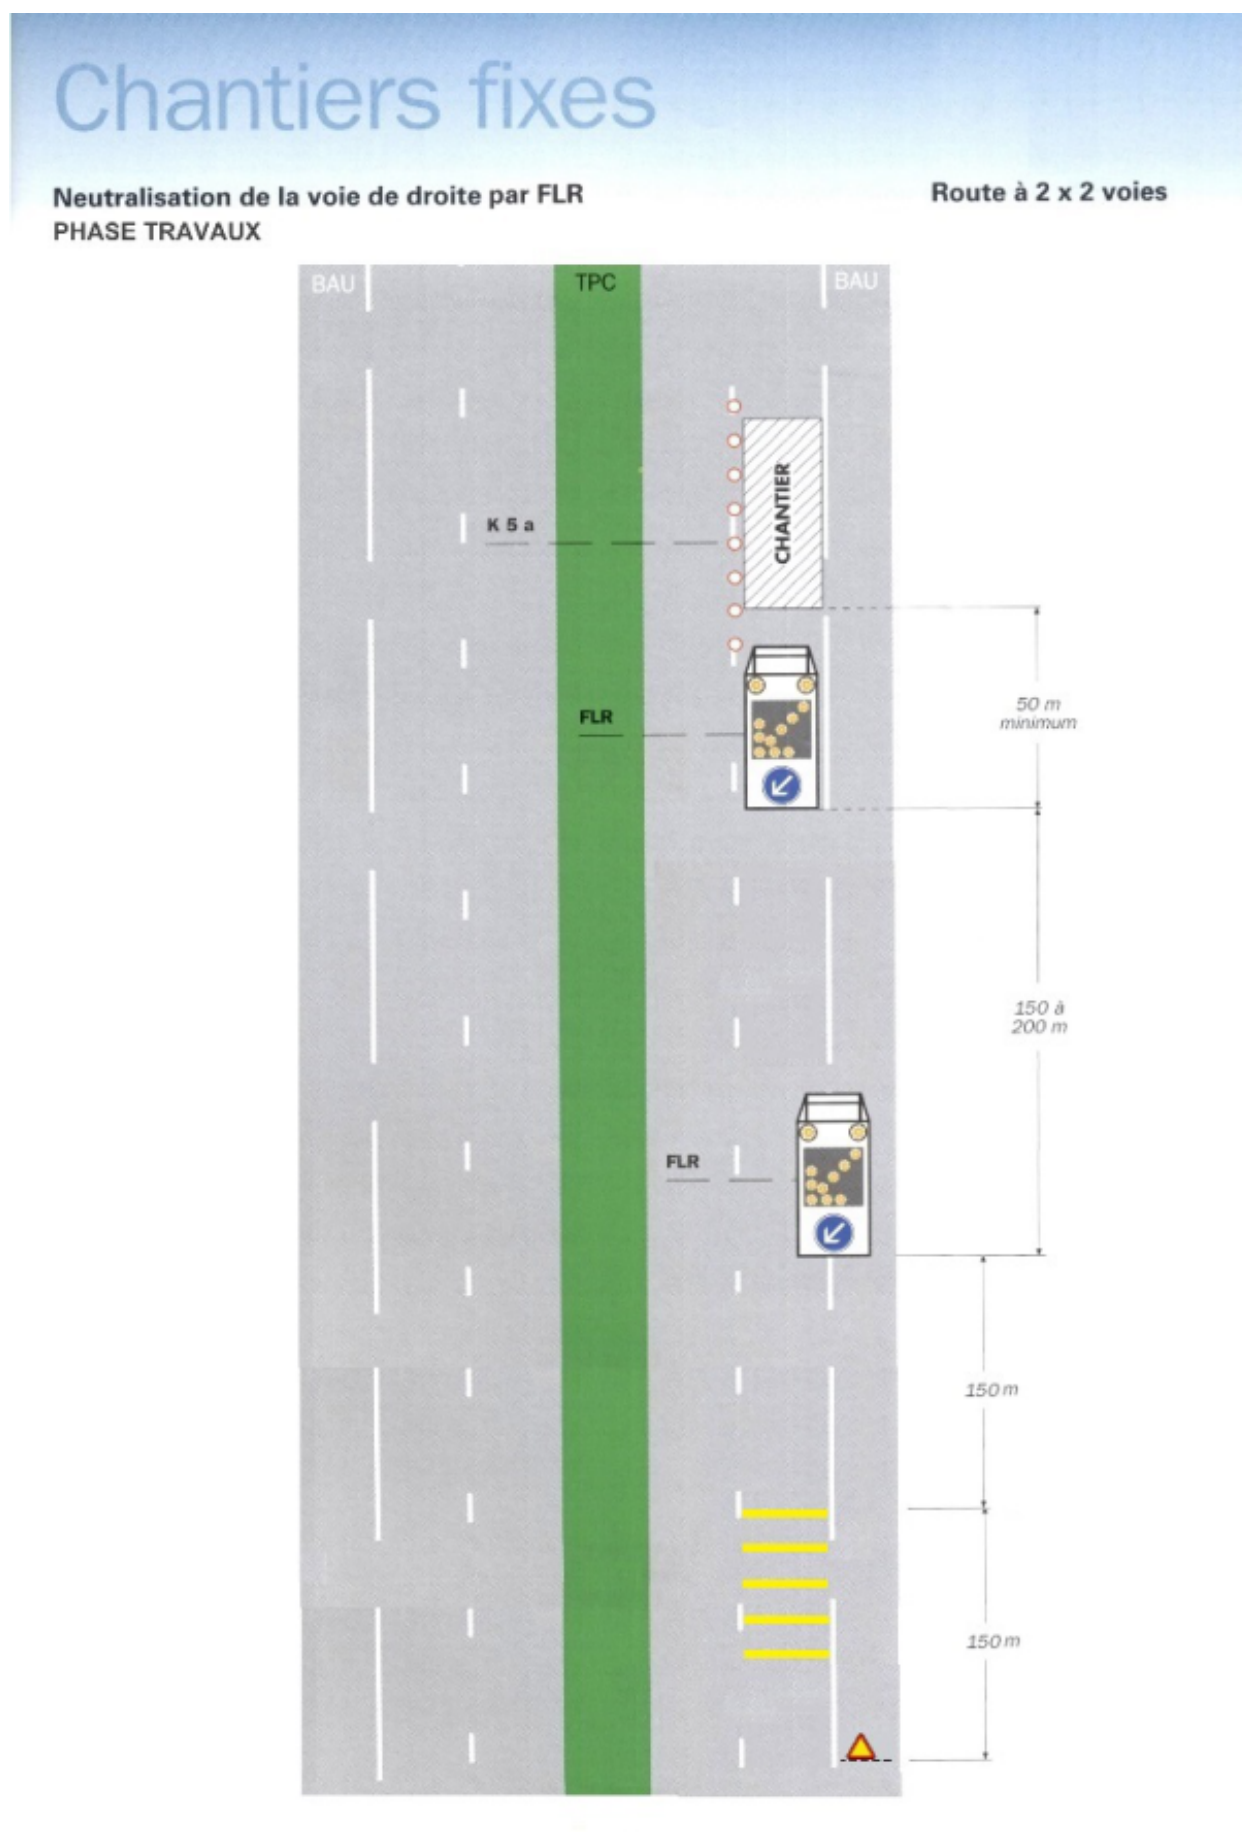 Chantiers fixes
Neutralisation de la voie de droite par FLR
Route à 2 x 2 voies
PHASE TRAVAUX
BAU
TPC
BAU
K 5 a
CHANTIER
50 m
minimum
FLR
150 à
200 m
FLR
150 m
150 m